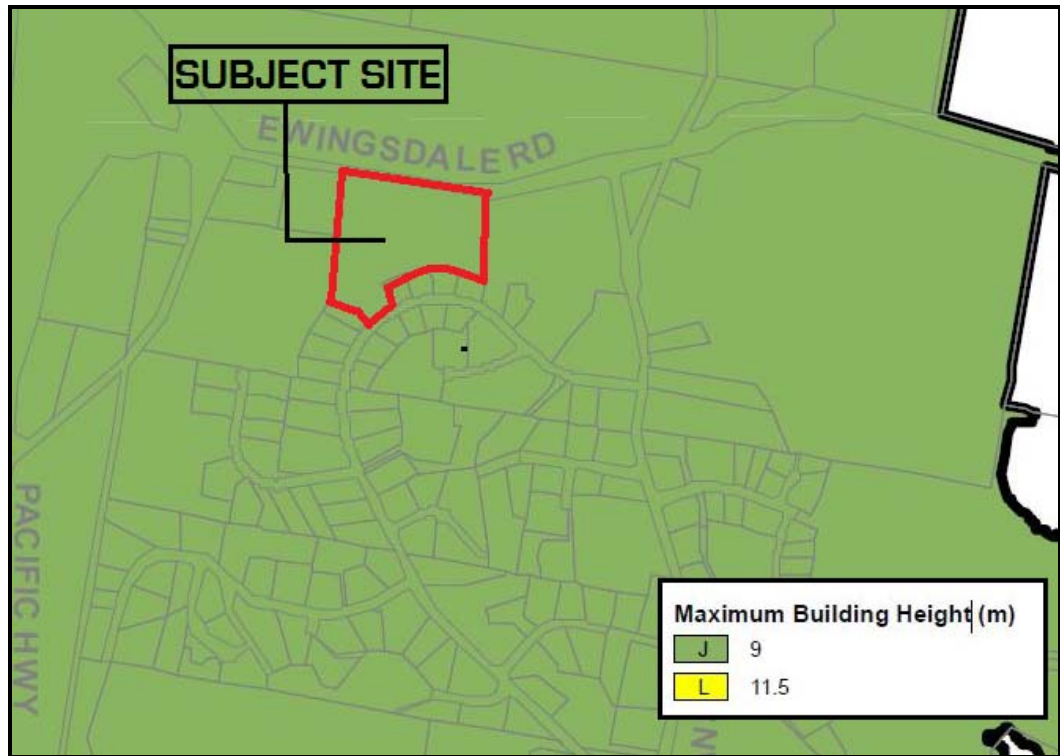 SUBJECT SITE
EWINGSDALE RD
PACIFIC HWY
Maximum Building Height (m)
J 9
L 11.5
N